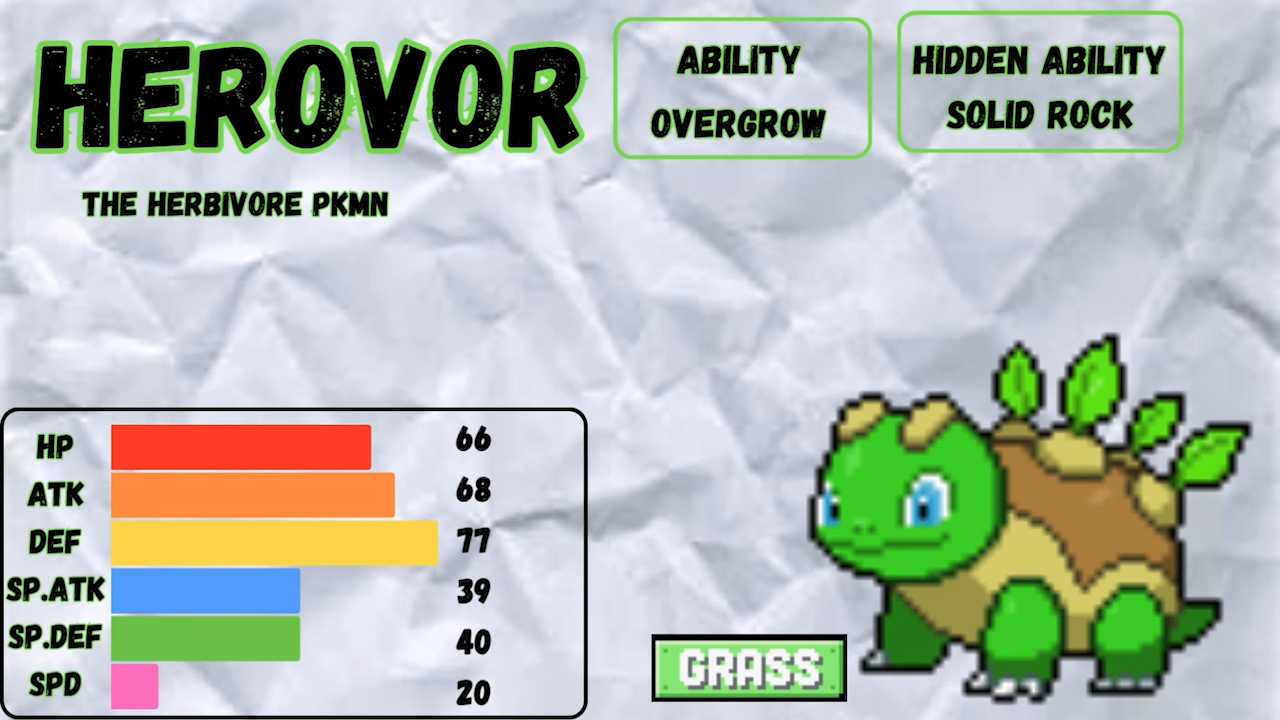 HEROVOR
THE HERBIVORE PKMN
ABILITY
OVERGROW
HIDDEN ABILITY
SOLID ROCK
HP 66
ATK 68
DEF 77
SP.ATK 39
SP.DEF 40
SPD 20
GRASS